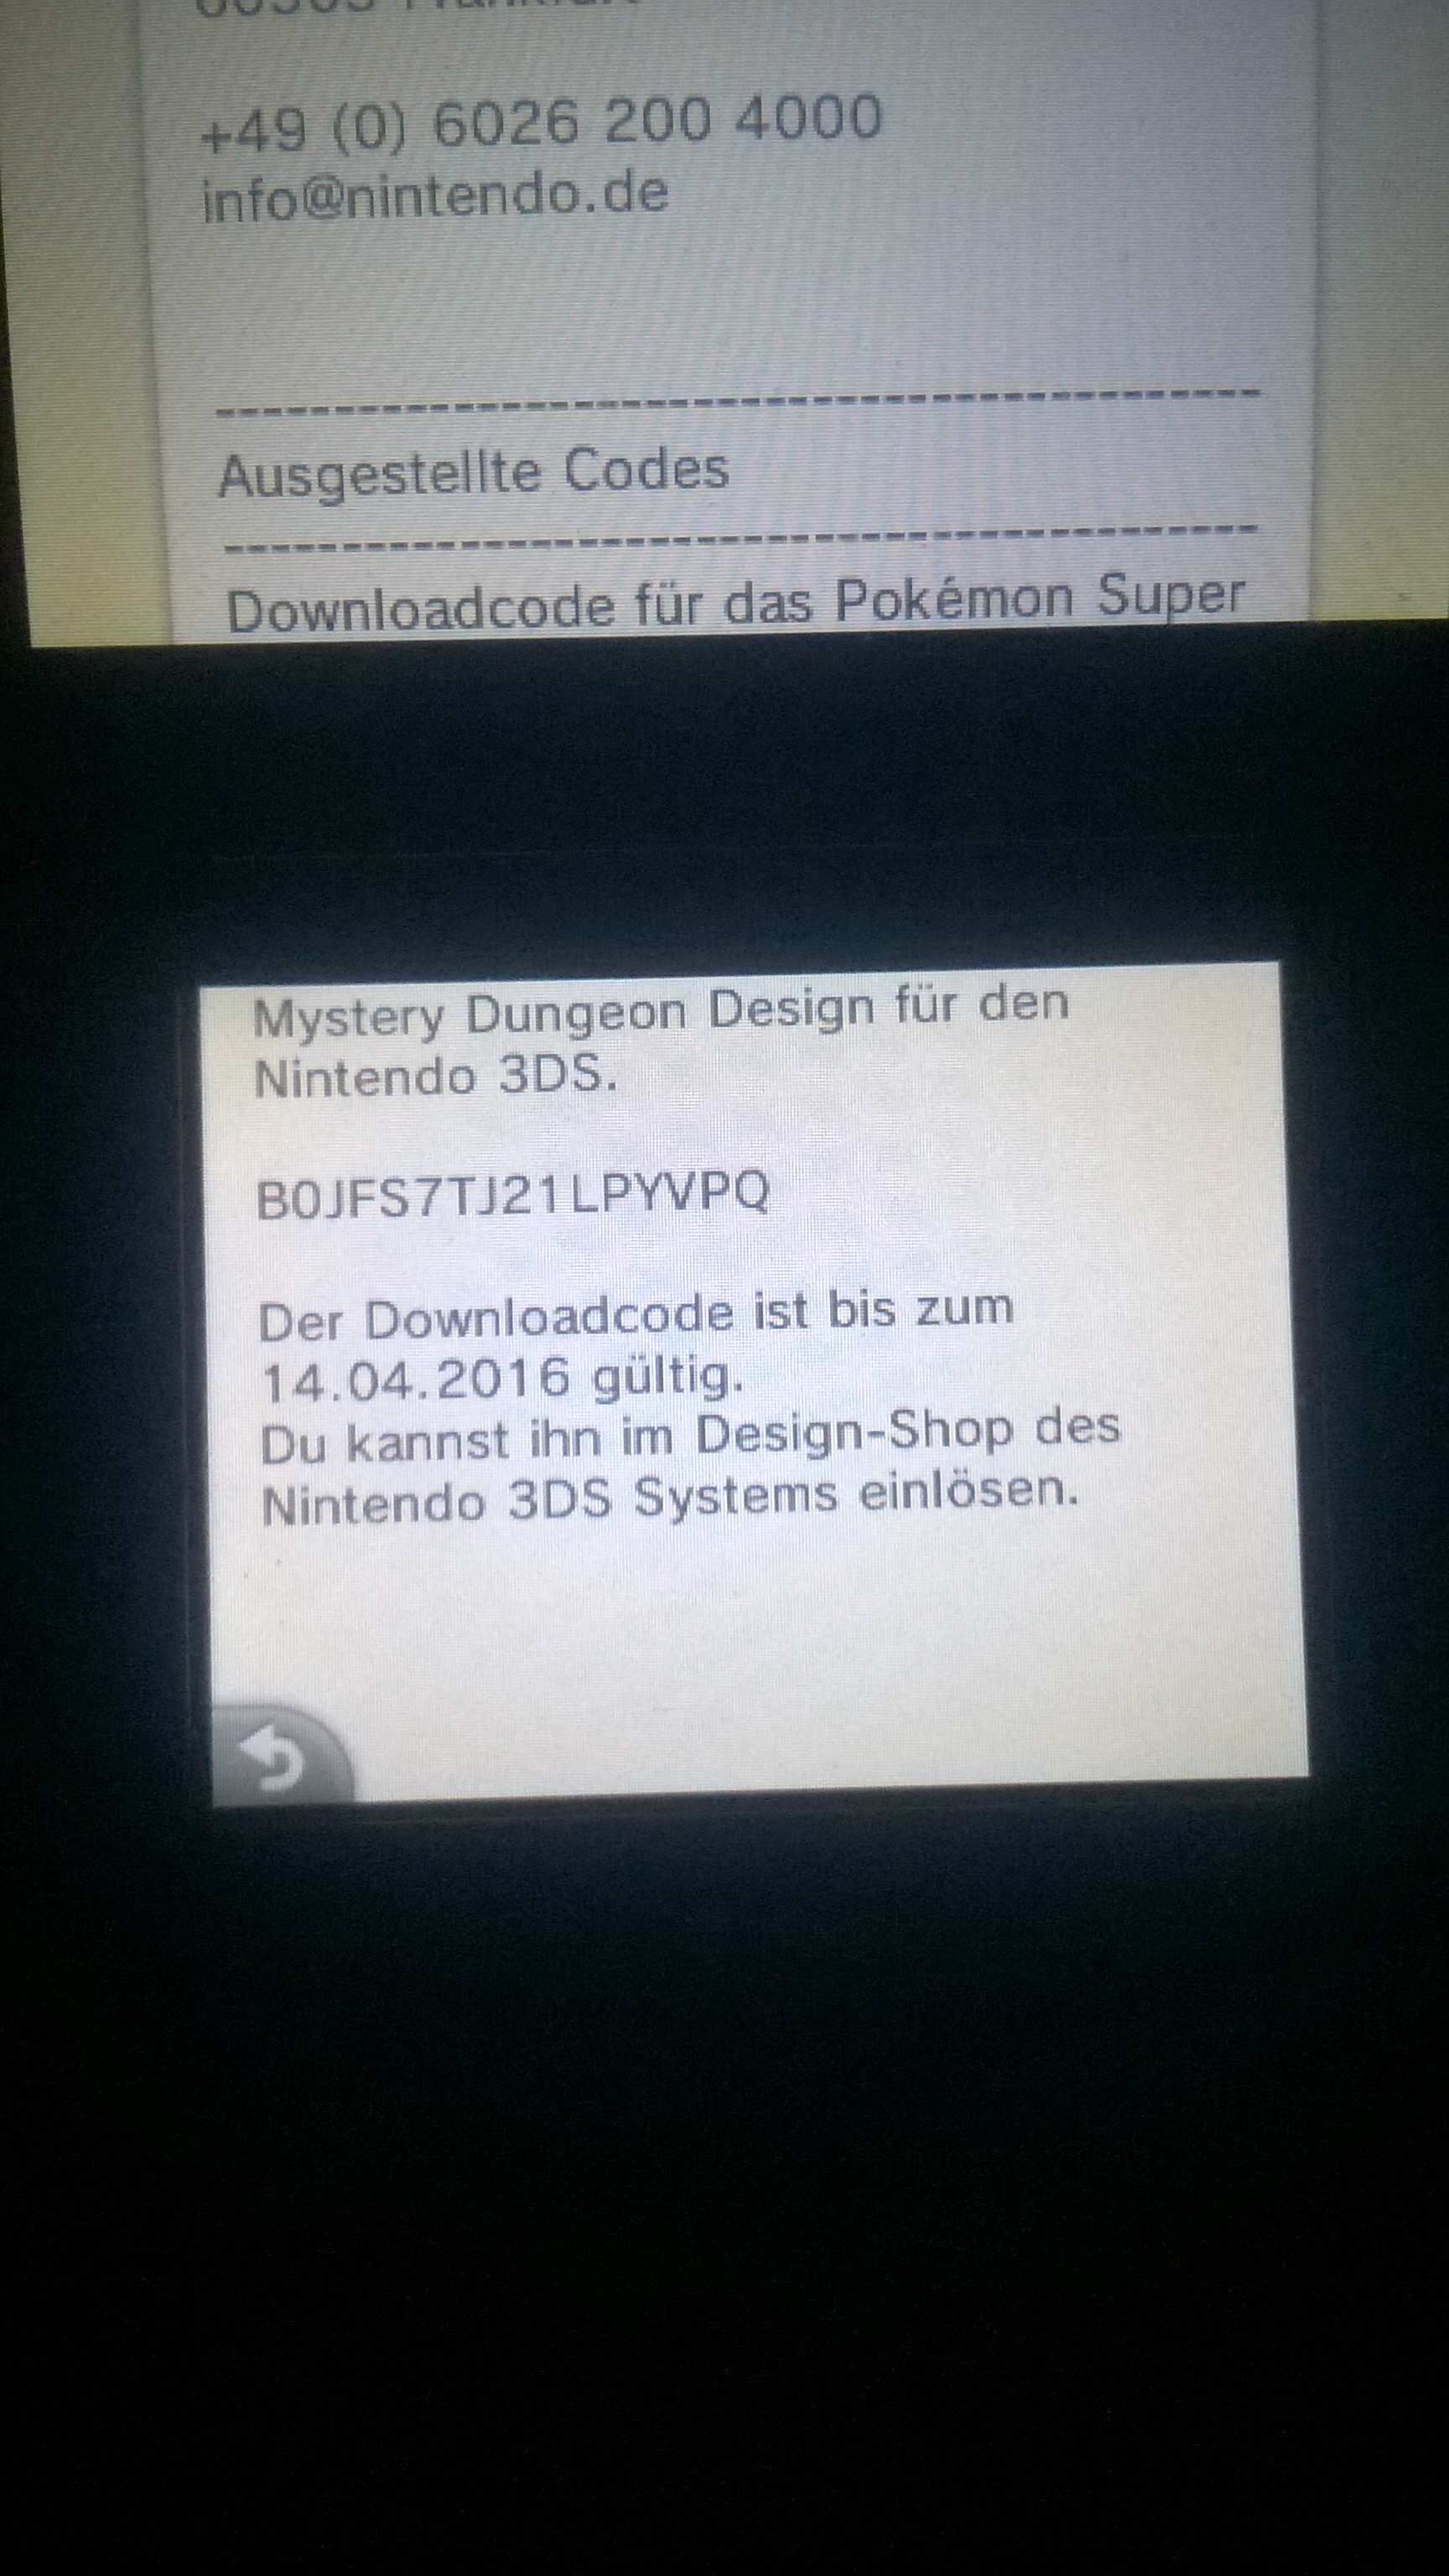 +49 (0) 6026 200 4000
info@nintendo.de
------------------------------------------
Ausgestellte Codes
------------------------------------------
Downloadcode für das Pokémon Super
Mystery Dungeon Design für den
Nintendo 3DS.
B0JFS7TJ21LPYVPQ
Der Downloadcode ist bis zum
14.04.2016 gültig.
Du kannst ihn im Design-Shop des
Nintendo 3DS Systems einlösen.